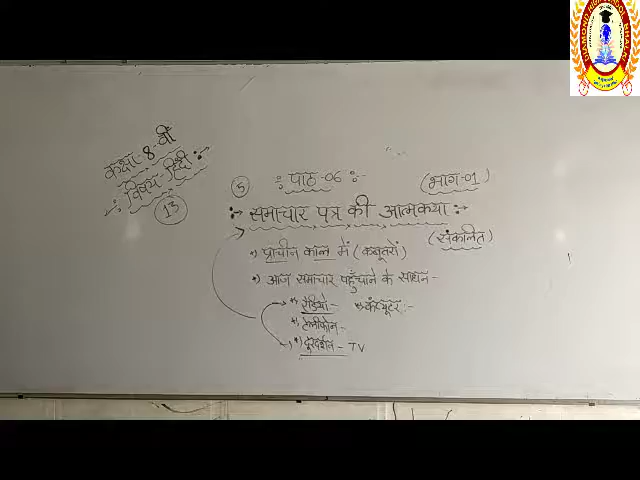 कक्षा-8 वी
विषय-हिंदी
13
5
पाठ-06
(भाग-01)
समाचार पत्र की आत्मकथा
(संकलित)
* प्राचीन काल में (कबूतरों)
* आज समाचार पहुँचाने के साधन -
* रेडियो - * कंप्यूटर :-
* टेलीफोन -
* दूरदर्शन - TV